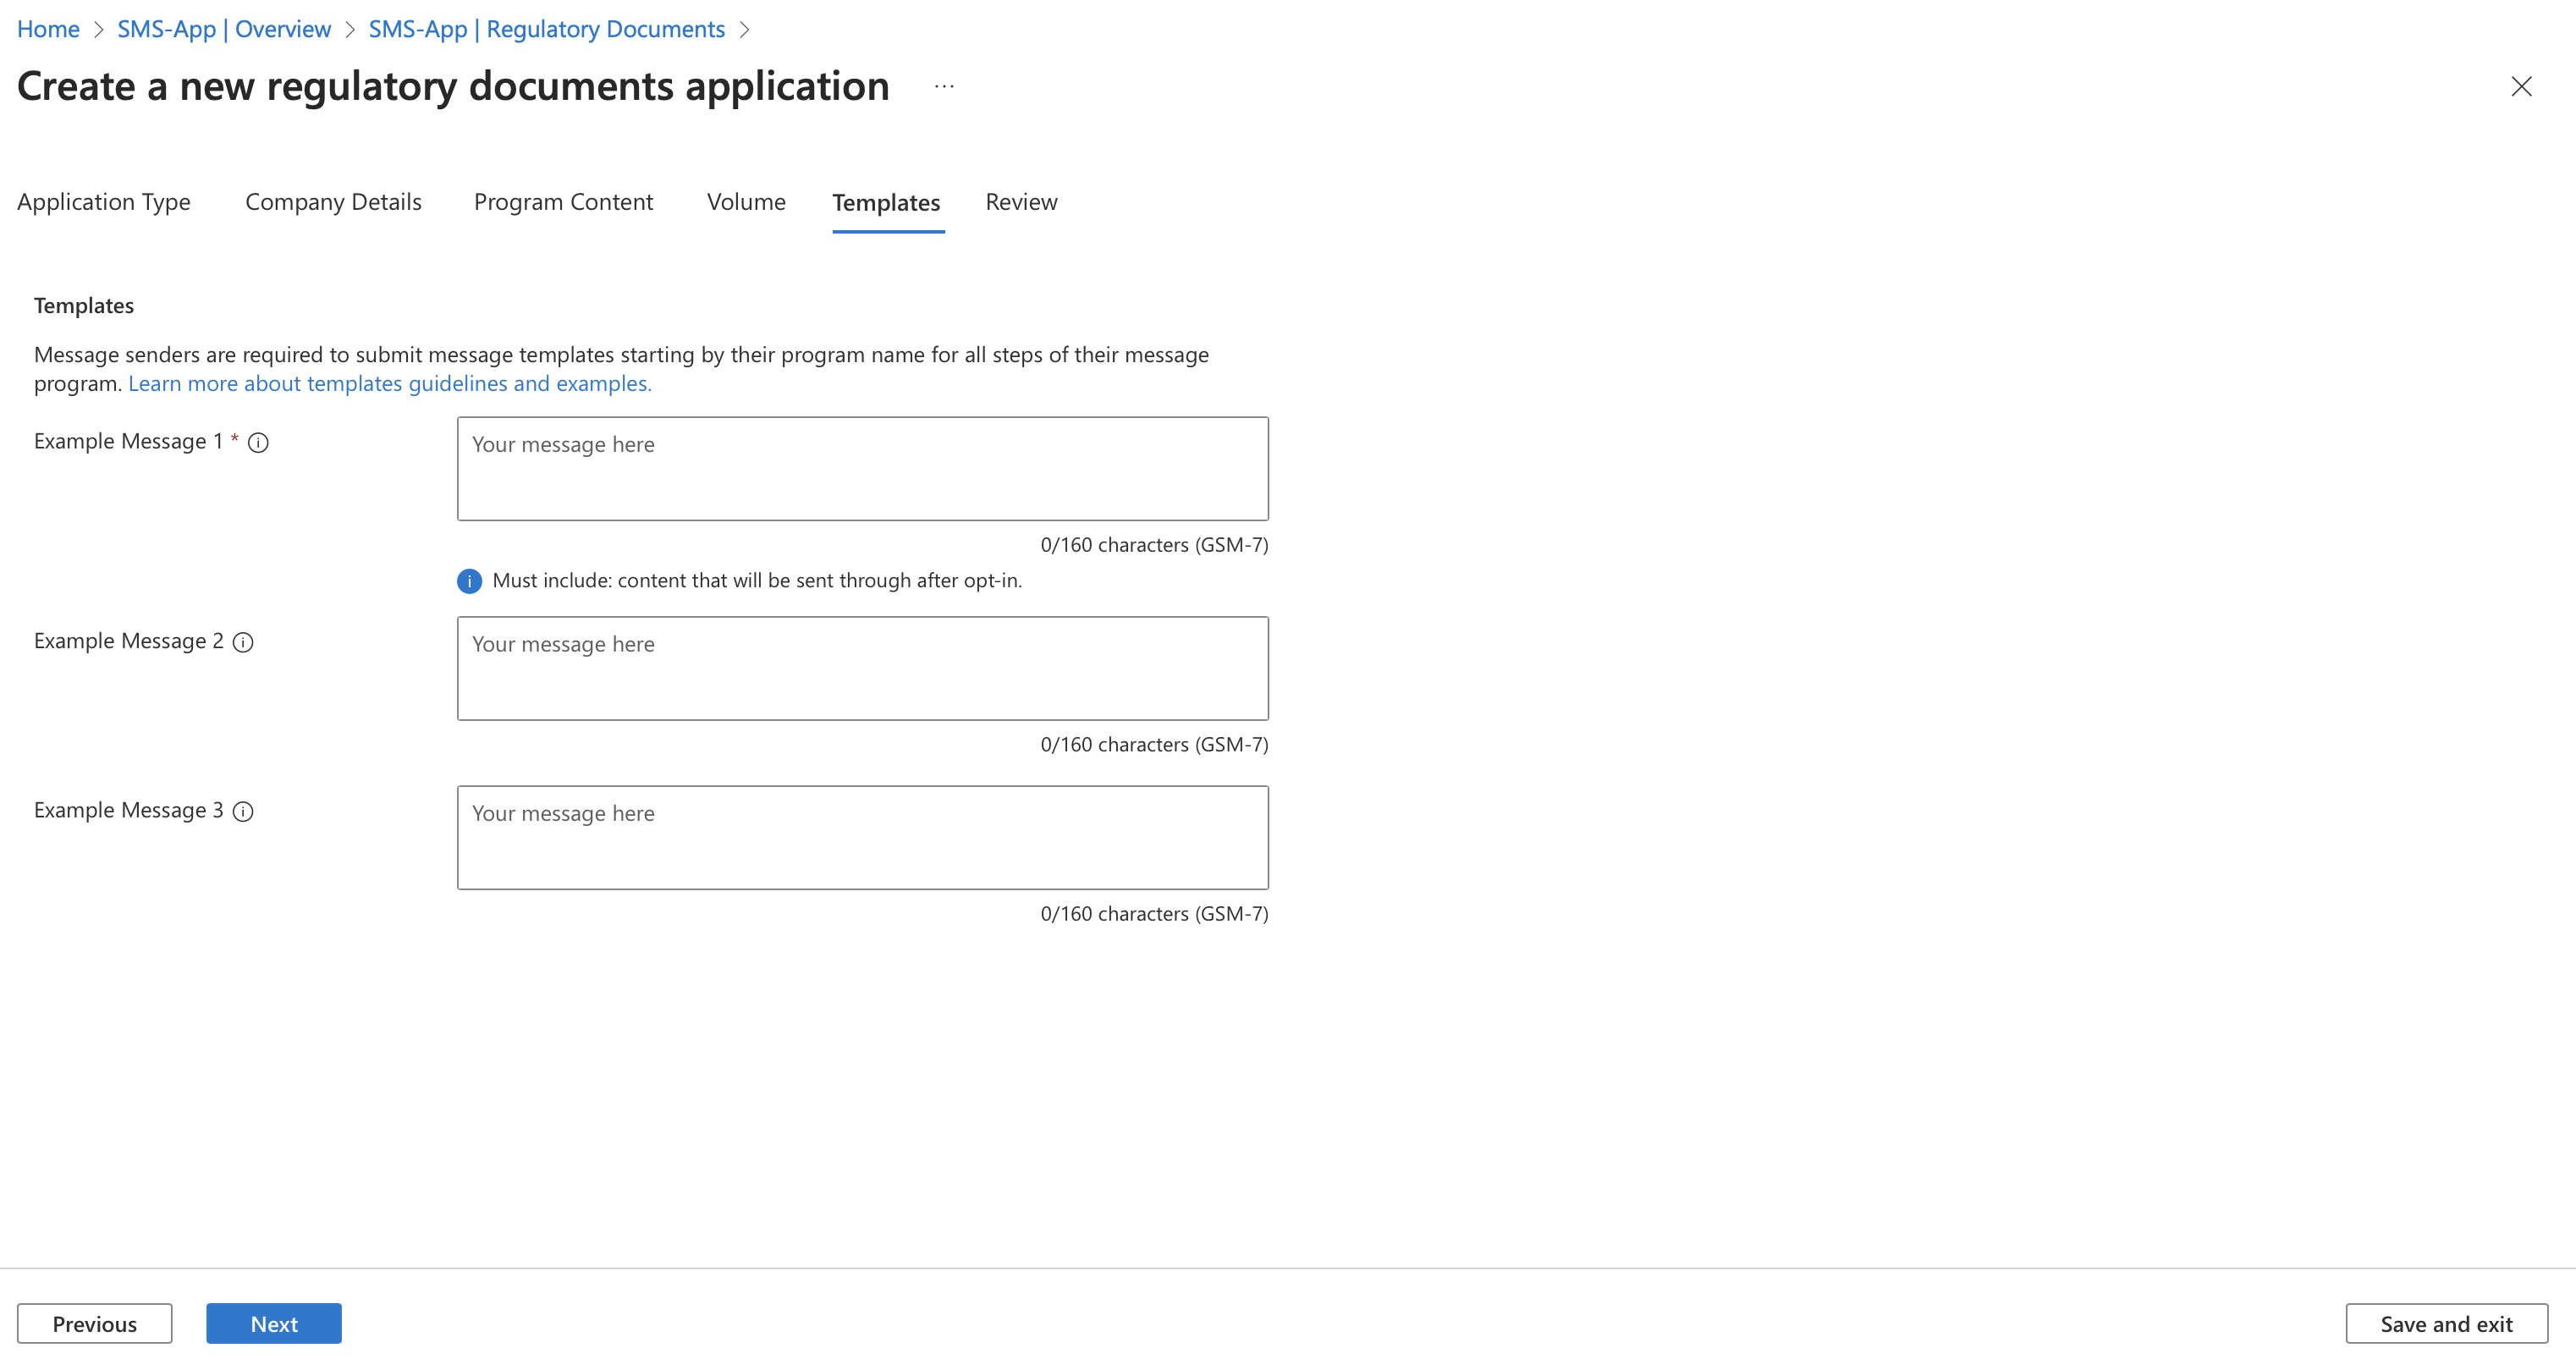 Home > SMS-App | Overview > SMS-App | Regulatory Documents >
Create a new regulatory documents application ...
Application Type Company Details Program Content Volume Templates Review
Templates
Message senders are required to submit message templates starting by their program name for all steps of their message
program. Learn more about templates guidelines and examples.
Example Message 1 *
Your message here
0/160 characters (GSM-7)
Must include: content that will be sent through after opt-in.
Example Message 2
Your message here
0/160 characters (GSM-7)
Example Message 3
Your message here
0/160 characters (GSM-7)
Previous Next Save and exit